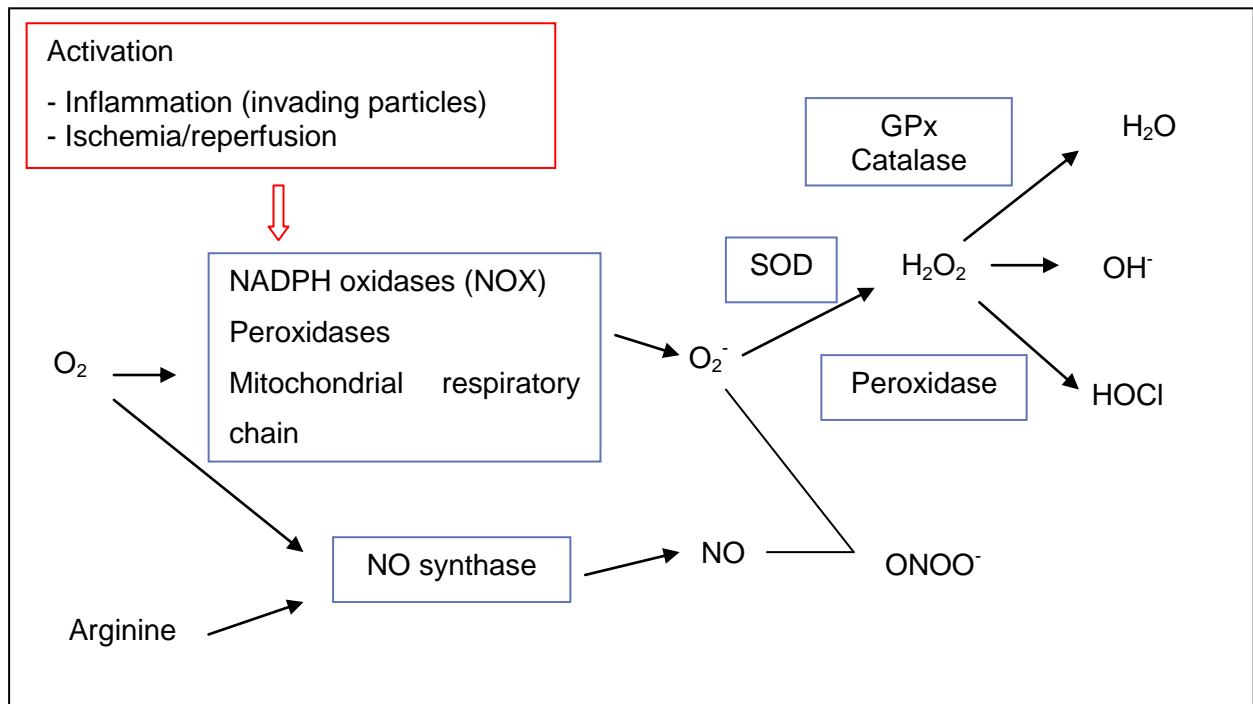 Activation
- Inflammation (invading particles)
- Ischemia/reperfusion
GPx
Catalase
H₂O
NADPH oxidases (NOX)
Peroxidases
Mitochondrial respiratory
chain
SOD
H₂O₂
OH⁻
O₂
O₂⁻
Peroxidase
HOCl
NO synthase
NO
ONOO⁻
Arginine